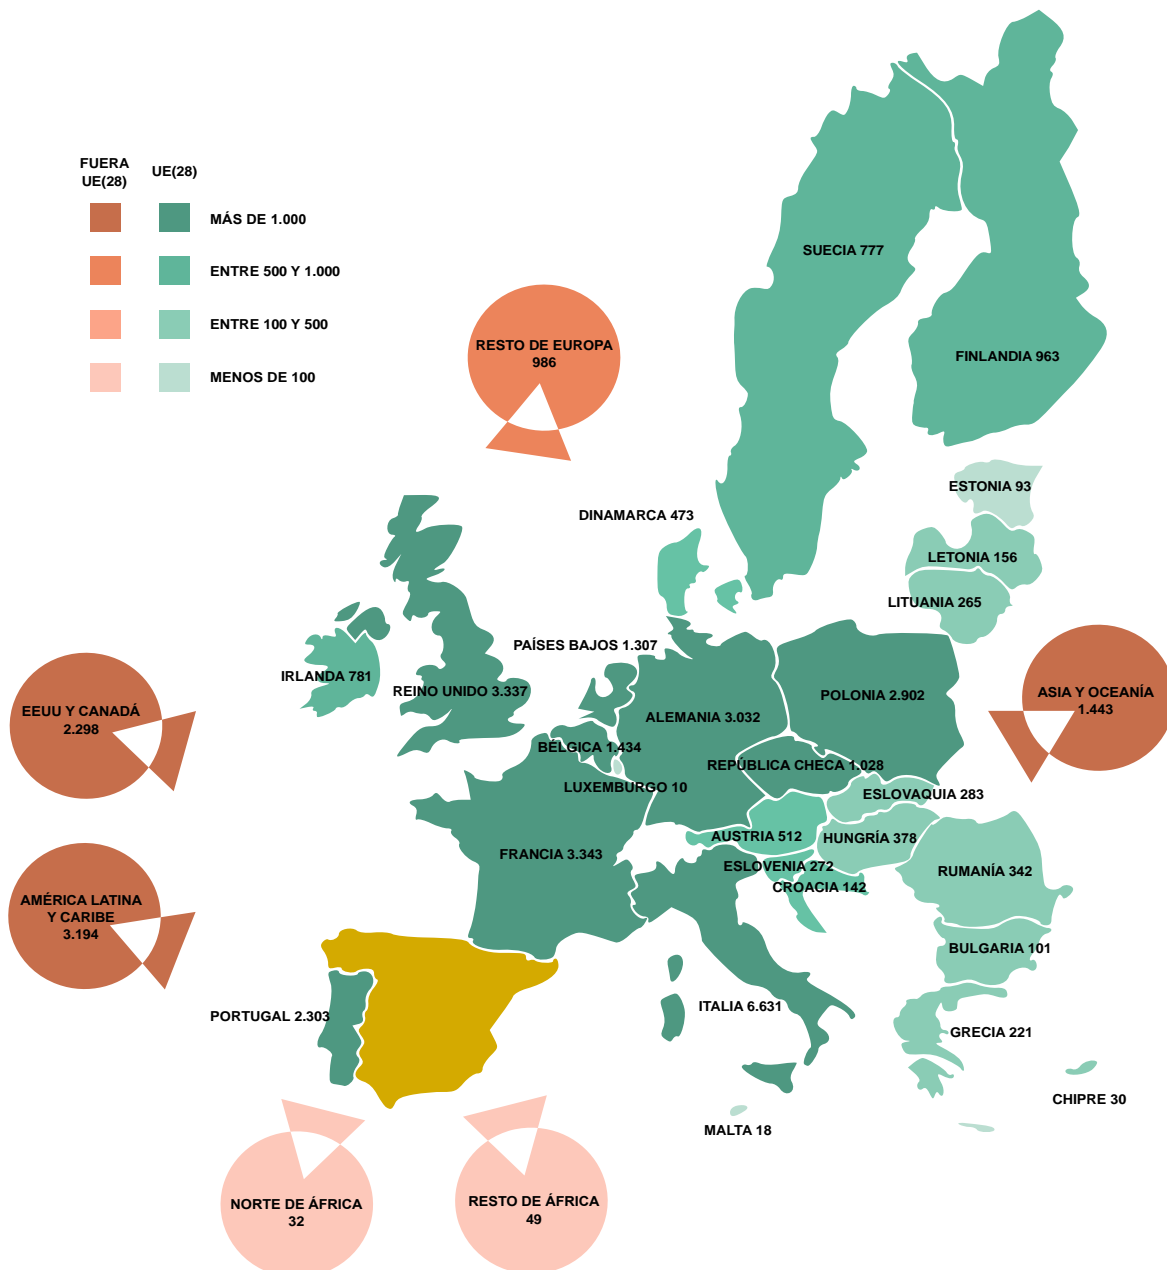 FUERA
UE(28)
UE(28)
MÁS DE 1.000
ENTRE 500 Y 1.000
ENTRE 100 Y 500
MENOS DE 100
SUECIA 777
FINLANDIA 963
RESTO DE EUROPA
986
ESTONIA 93
DINAMARCA 473
LETONIA 156
LITUANIA 265
PAÍSES BAJOS 1.307
IRLANDA 781
REINO UNIDO 3.337
POLONIA 2.902
ASIA Y OCEANÍA
1.443
EEUU Y CANADÁ
2.298
ALEMANIA 3.032
BÉLGICA 1.434
REPÚBLICA CHECA 1.028
LUXEMBURGO 10
ESLOVAQUIA 283
AUSTRIA 512
HUNGRÍA 378
FRANCIA 3.343
ESLOVENIA 272
RUMANÍA 342
CROACIA 142
AMÉRICA LATINA
Y CARIBE
3.194
BULGARIA 101
ITALIA 6.631
PORTUGAL 2.303
GRECIA 221
CHIPRE 30
MALTA 18
NORTE DE ÁFRICA
32
RESTO DE ÁFRICA
49